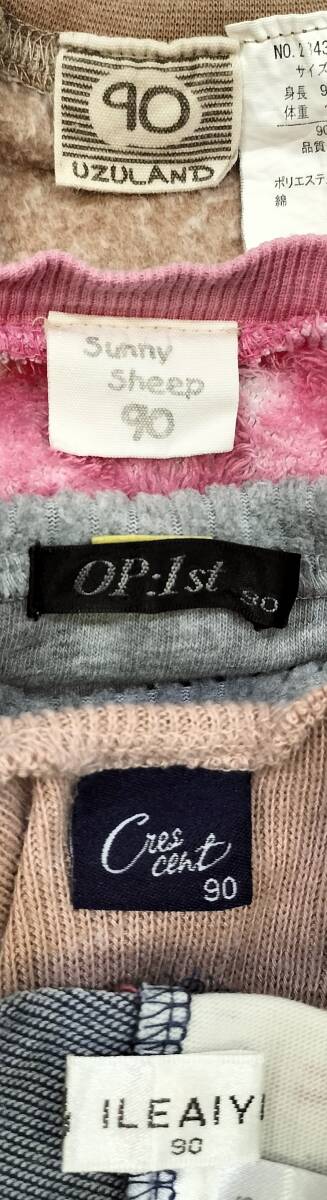 90
UZULAND
NO.2
サイズ
身長 9
体重
90
品質
ポリエステ
綿
Sunny
Sheep
90
OP:1st
90
Cres
cent
90
ILEAIYI
90